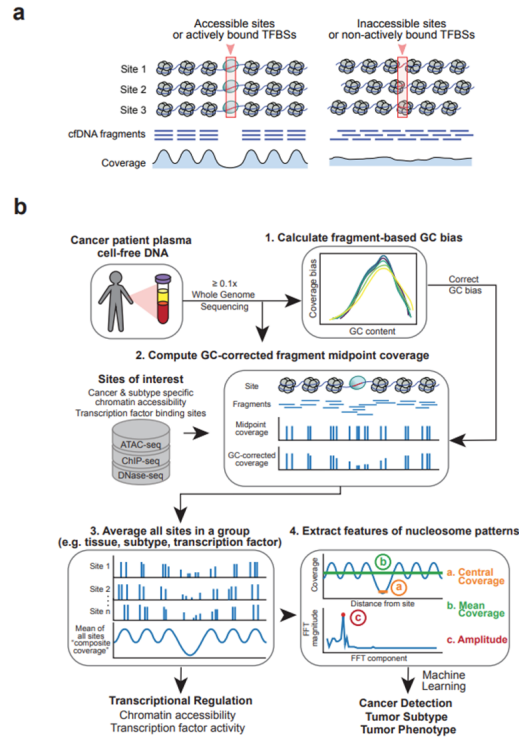 a
Accessible sites
or actively bound TFBSs
Inaccessible sites
or non-actively bound TFBSs
Site 1
Site 2
Site 3
cfDNA fragments
Coverage
b
Cancer patient plasma
cell-free DNA
≥ 0.1x
Whole Genome
Sequencing
1. Calculate fragment-based GC bias
Coverage bias
GC content
Correct
GC bias
2. Compute GC-corrected fragment midpoint coverage
Sites of interest
Cancer & subtype specific
chromatin accessibility
Transcription factor binding sites
ATAC-seq
ChIP-seq
DNase-seq
Site
Fragments
Midpoint
coverage
GC-corrected
coverage
3. Average all sites in a group
(e.g. tissue, subtype, transcription factor)
Site 1
Site 2
Site n
Mean of
all sites
"composite
coverage"
Transcriptional Regulation
Chromatin accessibility
Transcription factor activity
4. Extract features of nucleosome patterns
Coverage
b
a
Distance from site
FFT
magnitude
c
FFT component
a. Central
Coverage
b. Mean
Coverage
c. Amplitude
Machine
Learning
Cancer Detection
Tumor Subtype
Tumor Phenotype